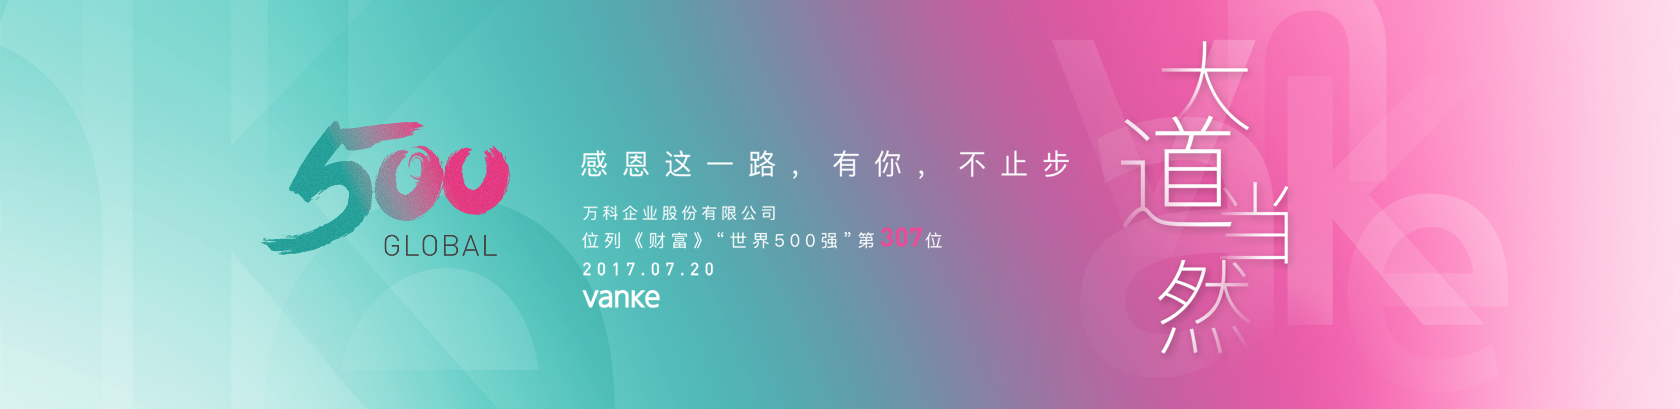 500
GLOBAL
感恩这一路，有你，不止步
万科企业股份有限公司
位列《财富》“世界500强”第307位
2017.07.20
vanke
大道当然
vanke